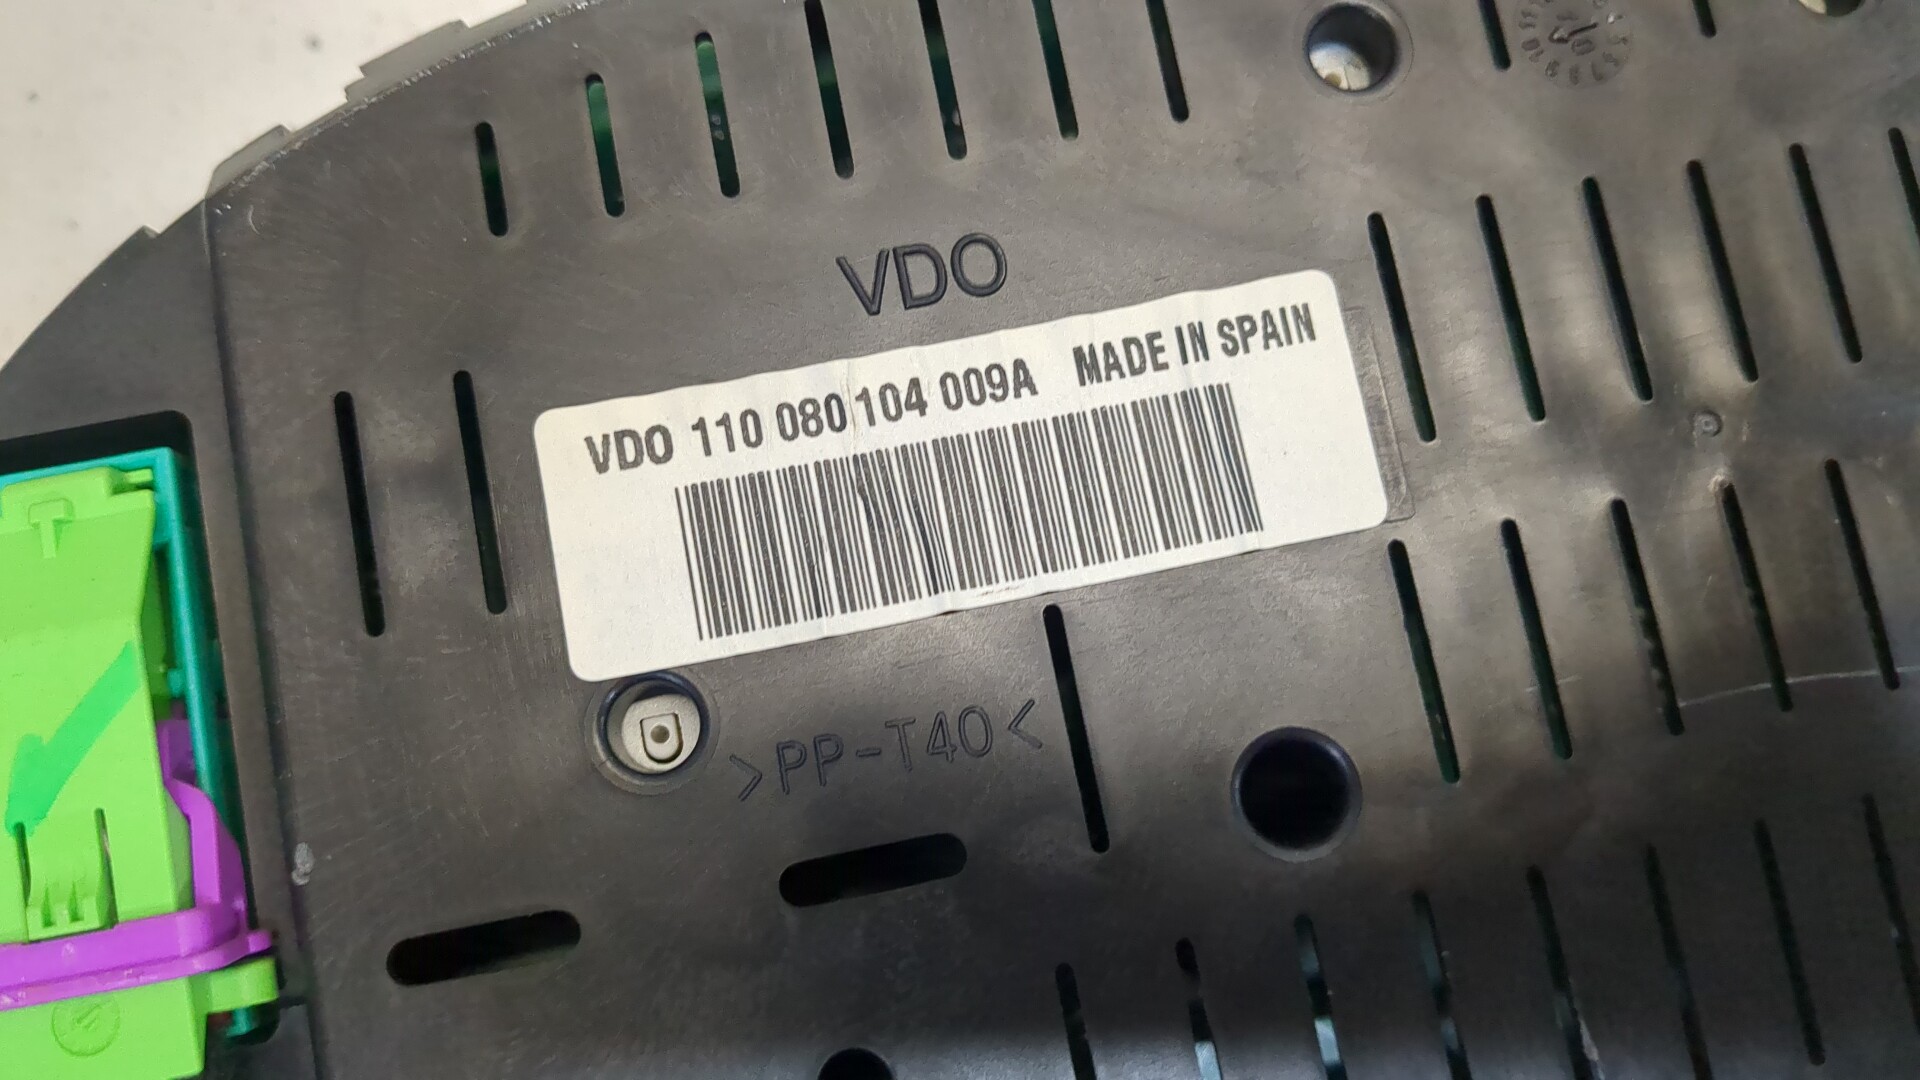 VDO
VDO 110 080 104 009A MADE IN SPAIN
>PP-T40<